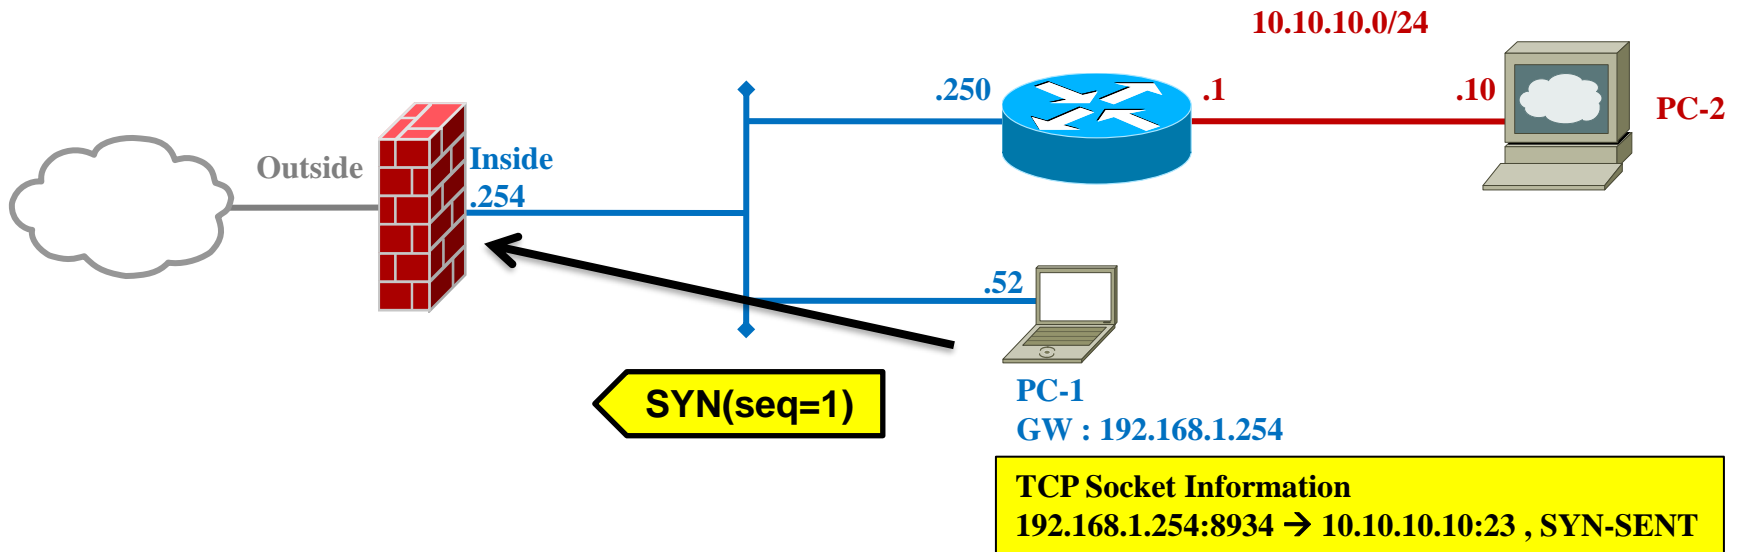 10.10.10.0/24
.250
.1
.10
PC-2
Outside
Inside
.254
.52
SYN(seq=1)
PC-1
GW : 192.168.1.254
TCP Socket Information
192.168.1.254:8934 → 10.10.10.10:23 , SYN-SENT